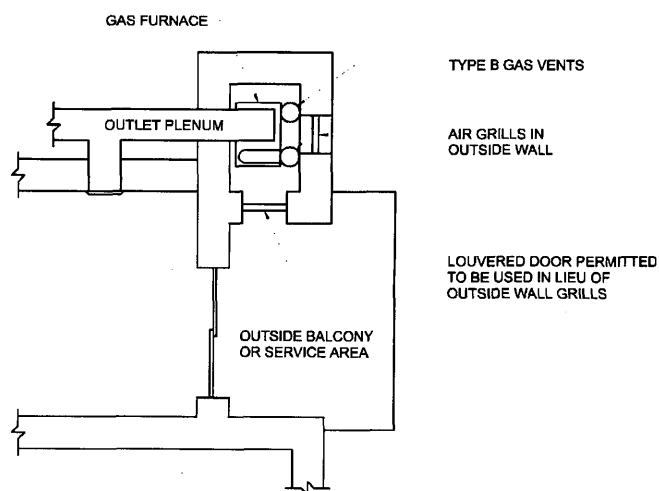 GAS FURNACE
TYPE B GAS VENTS
OUTLET PLENUM
AIR GRILLS IN
OUTSIDE WALL
LOUVERED DOOR PERMITTED
TO BE USED IN LIEU OF
OUTSIDE WALL GRILLS
OUTSIDE BALCONY
OR SERVICE AREA